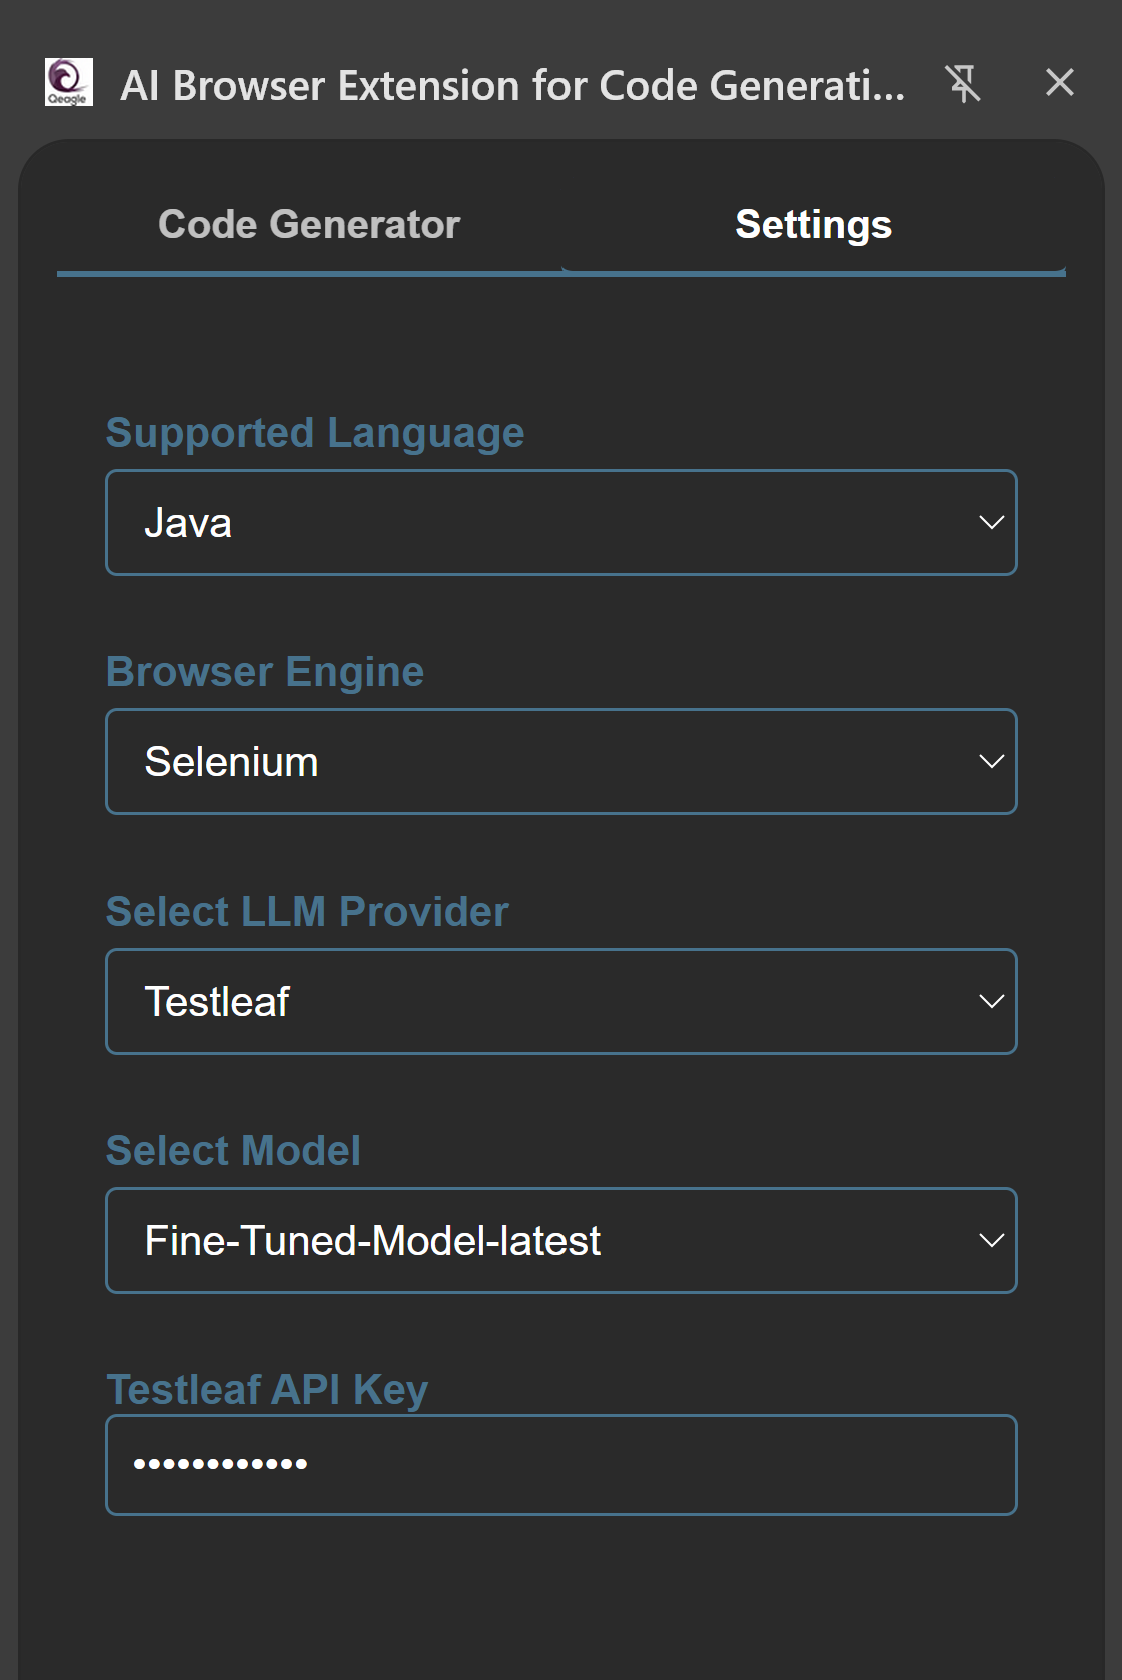 Qeagle
AI Browser Extension for Code Generati...
Code Generator
Settings
Supported Language
Java
Browser Engine
Selenium
Select LLM Provider
Testleaf
Select Model
Fine-Tuned-Model-latest
Testleaf API Key
••••••••••••